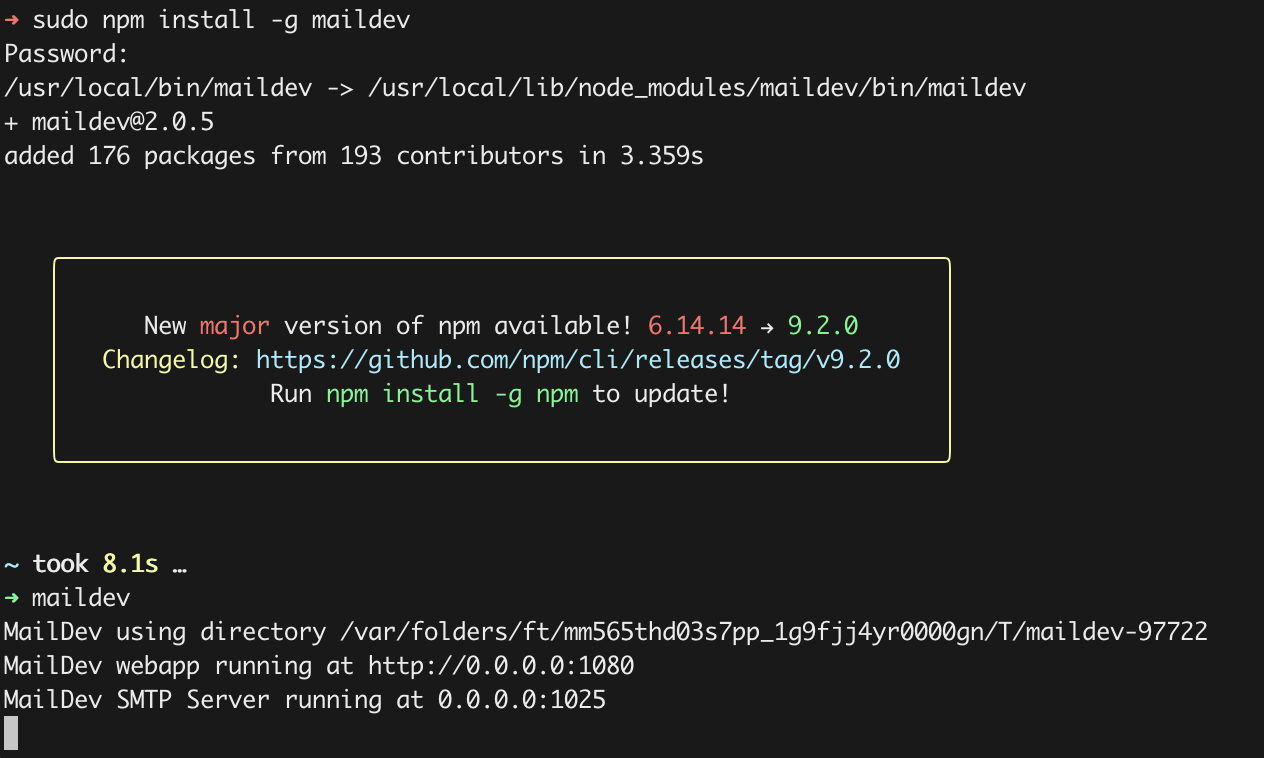 ➜ sudo npm install -g maildev
Password:
/usr/local/bin/maildev -> /usr/local/lib/node_modules/maildev/bin/maildev
+ maildev@2.0.5
added 176 packages from 193 contributors in 3.359s
New major version of npm available! 6.14.14 → 9.2.0
Changelog: https://github.com/npm/cli/releases/tag/v9.2.0
Run npm install -g npm to update!
~ took 8.1s …
➜ maildev
MailDev using directory /var/folders/ft/mm565thd03s7pp_1g9fjj4yr0000gn/T/maildev-97722
MailDev webapp running at http://0.0.0.0:1080
MailDev SMTP Server running at 0.0.0.0:1025